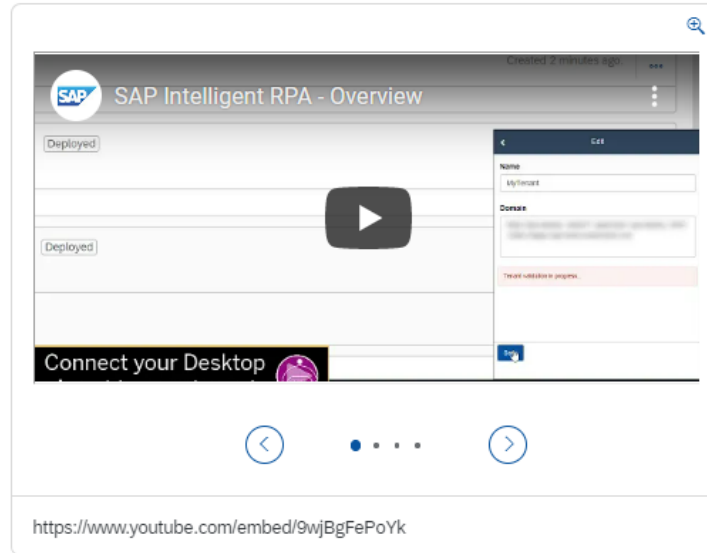 Created 2 minutes ago.
SAP
SAP Intelligent RPA - Overview
Deployed
Edit
Name
MyTenant
Domain
Deployed
Tenant validation in progress.
Connect your Desktop
https://www.youtube.com/embed/9wjBgFePoYk